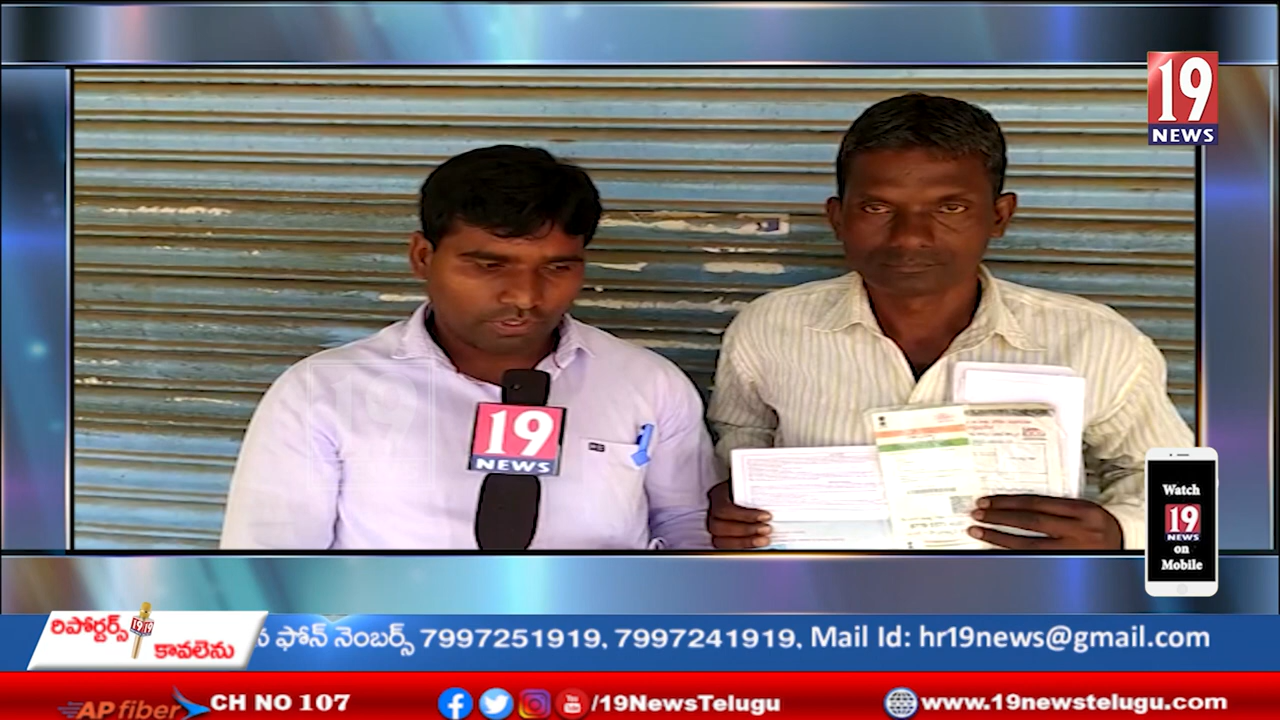 19
NEWS
19
NEWS
Watch
19
NEWS
on
Mobile
రిపోర్టర్స్
కావలెను
ఫోన్ నెంబర్స్ 7997251919, 7997241919, Mail Id: hr19news@gmail.com
AP fiber CH NO 107 /19NewsTelugu www.19newstelugu.com